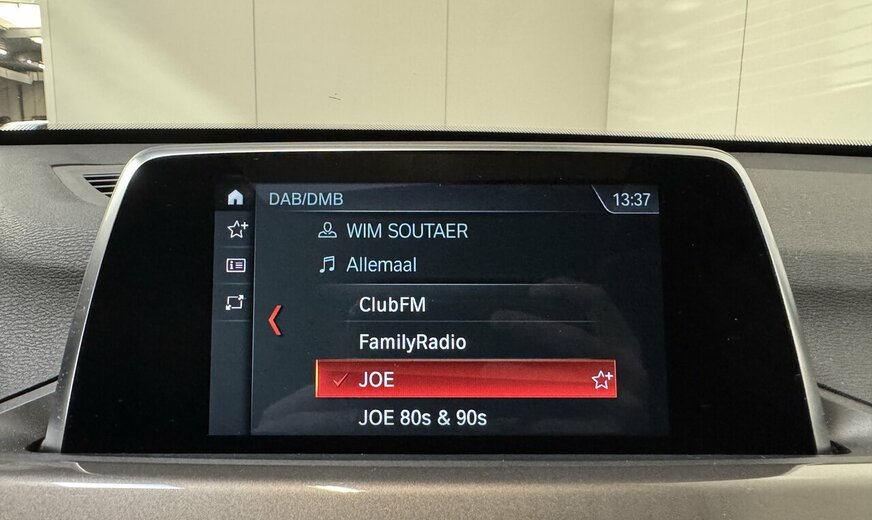 DAB/DMB
13:37
WIM SOUTAER
Allemaal
ClubFM
FamilyRadio
JOE
JOE 80s & 90s